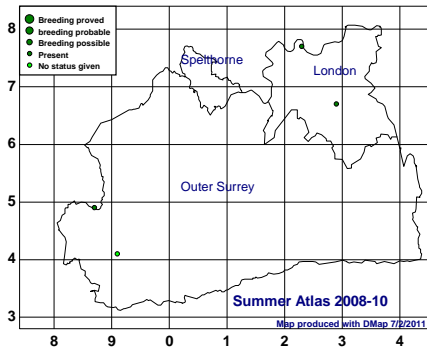 Breeding proved
breeding probable
Breeding possible
Present
No status given
8
7
6
5
4
3
Spelthorne
London
Outer Surrey
Summer Atlas 2008-10
Map produced with DMap 7/2/2011
8 9 0 1 2 3 4